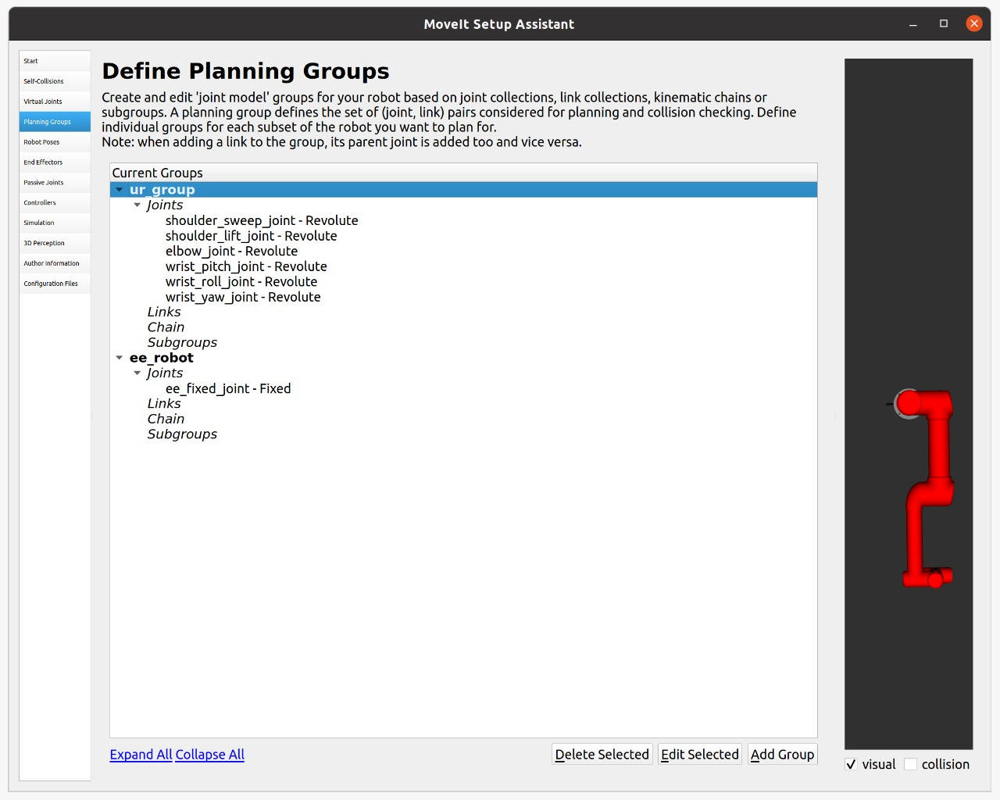 MoveIt Setup Assistant
Start
Self-Collisions
Virtual Joints
Planning Groups
Robot Poses
End Effectors
Passive Joints
Controllers
Simulation
3D Perception
Author Information
Configuration Files
Define Planning Groups
Create and edit 'joint model' groups for your robot based on joint collections, link collections, kinematic chains or
subgroups. A planning group defines the set of (joint, link) pairs considered for planning and collision checking. Define
individual groups for each subset of the robot you want to plan for.
Note: when adding a link to the group, its parent joint is added too and vice versa.
Current Groups
ur_group
Joints
shoulder_sweep_joint - Revolute
shoulder_lift_joint - Revolute
elbow_joint - Revolute
wrist_pitch_joint - Revolute
wrist_roll_joint - Revolute
wrist_yaw_joint - Revolute
Links
Chain
Subgroups
ee_robot
Joints
ee_fixed_joint - Fixed
Links
Chain
Subgroups
Expand All Collapse All
Delete Selected
Edit Selected
Add Group
visual
collision